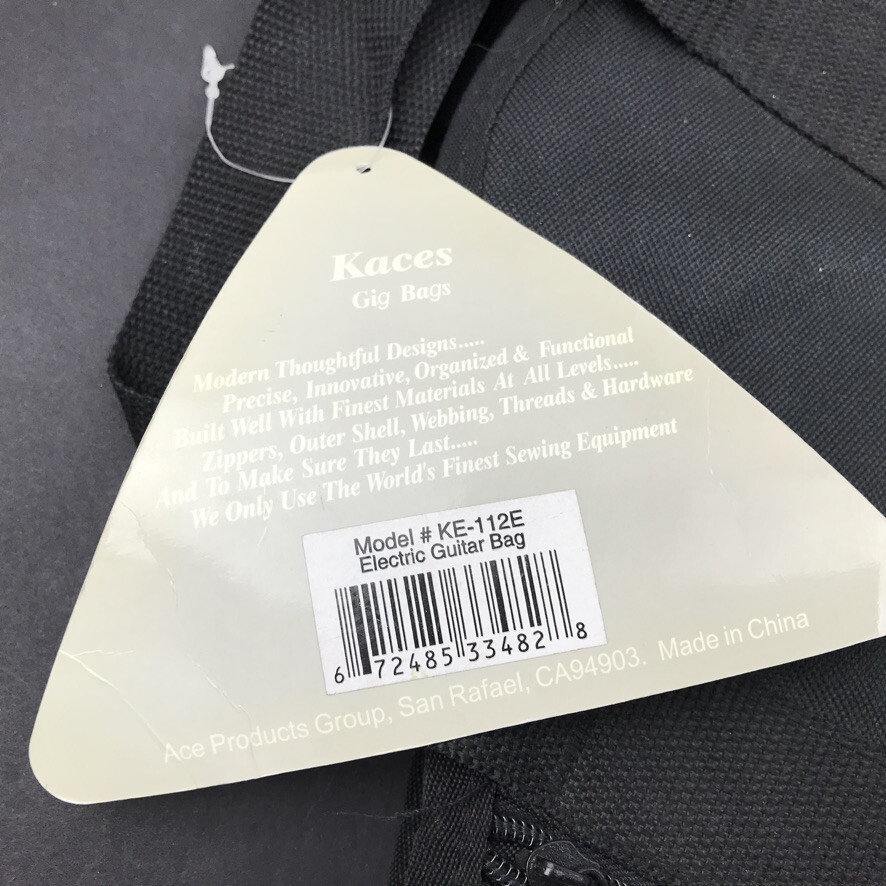 Kaces
Gig Bags
Modern Thoughtful Designs.....
Precise, Innovative, Organized & Functional
Built Well With Finest Materials At All Levels.....
Zippers, Outer Shell, Webbing, Threads & Hardware
And To Make Sure They Last.....
We Only Use The World's Finest Sewing Equipment
Model # KE-112E
Electric Guitar Bag
6 72485 33482 8
Ace Products Group, San Rafael, CA94903. Made in China